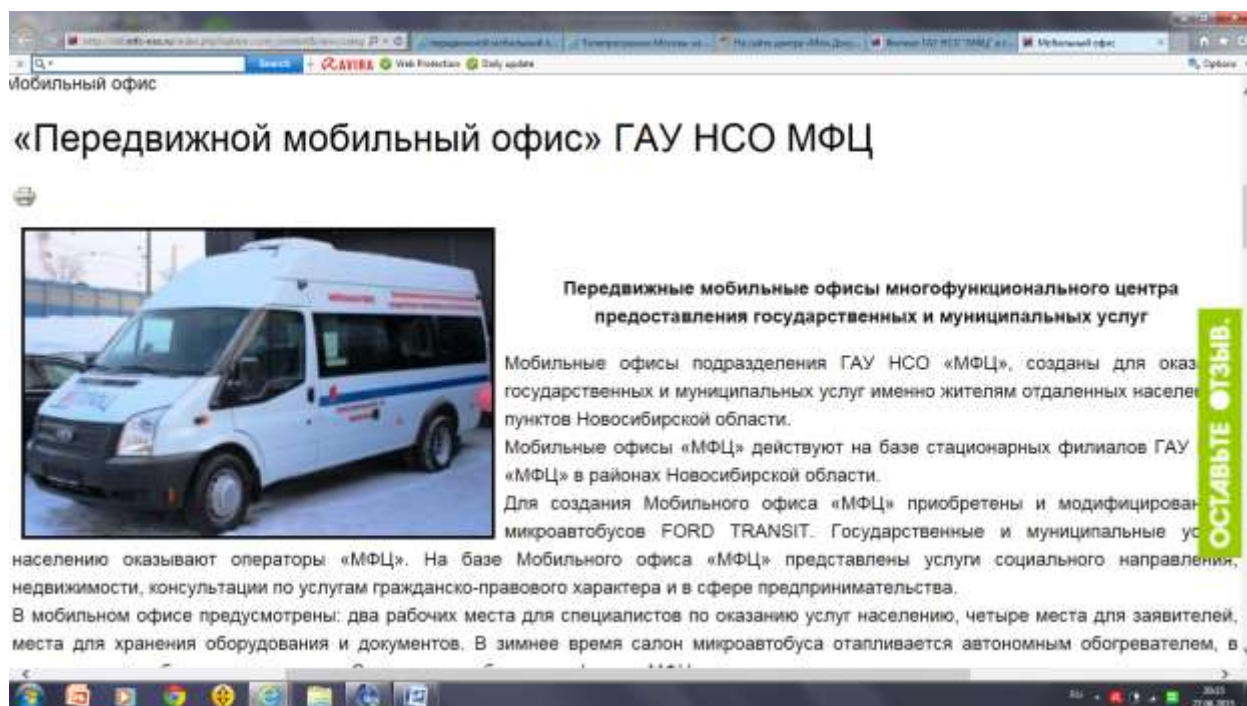 Search
AVIRA Web Protection Daily update
Options
Мобильный офис
«Передвижной мобильный офис» ГАУ НСО МФЦ
Передвижные мобильные офисы многофункционального центра
предоставления государственных и муниципальных услуг
Мобильные офисы подразделения ГАУ НСО «МФЦ», созданы для оказ
государственных и муниципальных услуг именно жителям отдаленных населе
пунктов Новосибирской области.
Мобильные офисы «МФЦ» действуют на базе стационарных филиалов ГАУ
«МФЦ» в районах Новосибирской области.
Для создания Мобильного офиса «МФЦ» приобретены и модифицирован
микроавтобусов FORD TRANSIT. Государственные и муниципальные ус
населению оказывают операторы «МФЦ». На базе Мобильного офиса «МФЦ» представлены услуги социального направления,
недвижимости, консультации по услугам гражданско-правового характера и в сфере предпринимательства.
В мобильном офисе предусмотрены: два рабочих места для специалистов по оказанию услуг населению, четыре места для заявителей,
места для хранения оборудования и документов. В зимнее время салон микроавтобуса отапливается автономным обогревателем, в
ОСТАВЬТЕ ОТЗЫВ.
RU